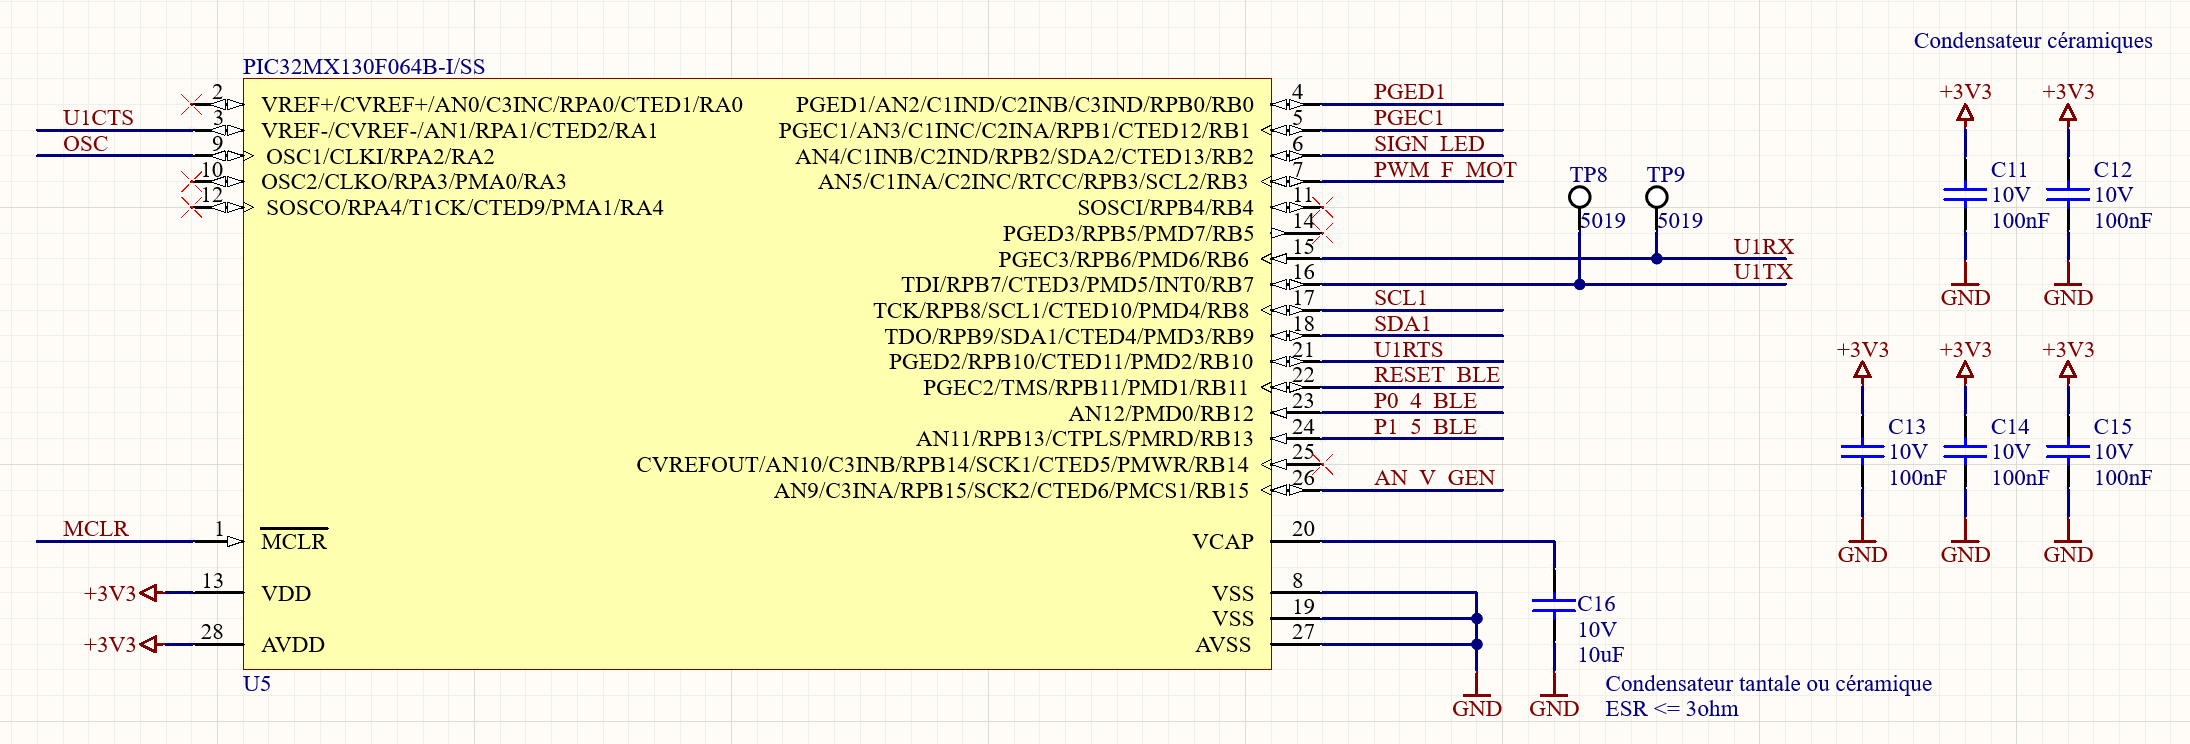 Condensateur céramiques
PIC32MX130F064B-I/SS
U1CTS
OSC
2
3
9
10
12
VREF+/CVREF+/AN0/C3INC/RPA0/CTED1/RA0
VREF-/CVREF-/AN1/RPA1/CTED2/RA1
OSC1/CLKI/RPA2/RA2
OSC2/CLKO/RPA3/PMA0/RA3
SOSCO/RPA4/T1CK/CTED9/PMA1/RA4
PGED1/AN2/C1IND/C2INB/C3IND/RPB0/RB0
PGEC1/AN3/C1INC/C2INA/RPB1/CTED12/RB1
AN4/C1INB/C2IND/RPB2/SDA2/CTED13/RB2
AN5/C1INA/C2INC/RTCC/RPB3/SCL2/RB3
SOSCI/RPB4/RB4
PGED3/RPB5/PMD7/RB5
PGEC3/RPB6/PMD6/RB6
TDI/RPB7/CTED3/PMD5/INT0/RB7
TCK/RPB8/SCL1/CTED10/PMD4/RB8
TDO/RPB9/SDA1/CTED4/PMD3/RB9
PGED2/RPB10/CTED11/PMD2/RB10
PGEC2/TMS/RPB11/PMD1/RB11
AN12/PMD0/RB12
AN11/RPB13/CTPLS/PMRD/RB13
CVREFOUT/AN10/C3INB/RPB14/SCK1/CTED5/PMWR/RB14
AN9/C3INA/RPB15/SCK2/CTED6/PMCS1/RB15
4 PGED1
5 PGEC1
6 SIGN_LED
7 PWM_F_MOT
11
14
15 U1RX
16 U1TX
17 SCL1
18 SDA1
21 U1RTS
22 RESET_BLE
23 P0_4_BLE
24 P1_5_BLE
25
26 AN_V_GEN
TP8
5019
TP9
5019
MCLR 1 MCLR
+3V3 13 VDD
+3V3 28 AVDD
VCAP 20
VSS 8
VSS 19
AVSS 27
U5
GND
C16
10V
10uF
GND
Condensateur tantale ou céramique
ESR <= 3ohm
+3V3
C11
10V
100nF
GND
+3V3
C12
10V
100nF
GND
+3V3
C13
10V
100nF
GND
+3V3
C14
10V
100nF
GND
+3V3
C15
10V
100nF
GND